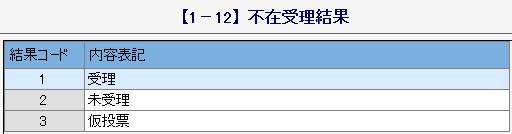 【1－12】不在受理結果
結果コード 内容表記
1 受理
2 未受理
3 仮投票